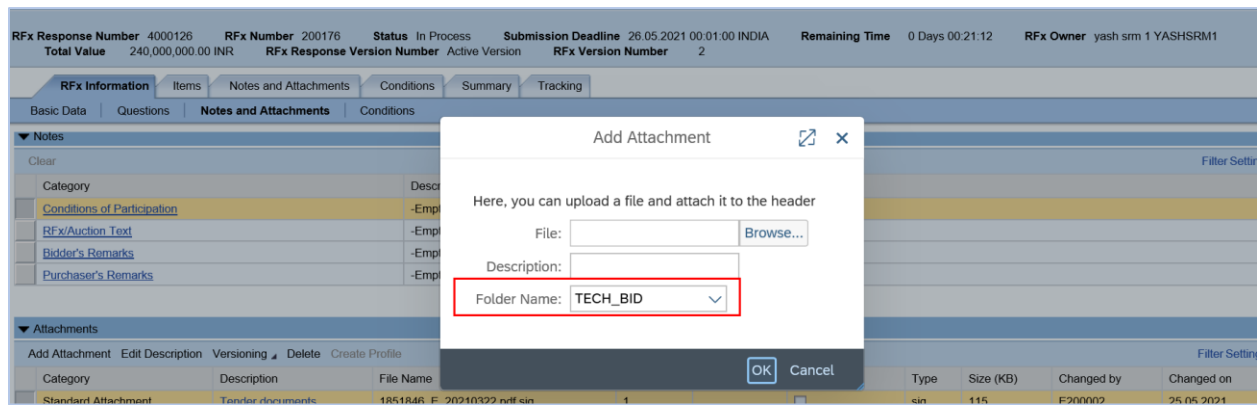 RFx Response Number 4000126 RFx Number 200176 Status In Process Submission Deadline 26.05.2021 00:01:00 INDIA Remaining Time 0 Days 00:21:12 RFx Owner yash srm 1 YASHSRM1
Total Value 240,000,000.00 INR RFx Response Version Number Active Version RFx Version Number 2
RFx Information Items Notes and Attachments Conditions Summary Tracking
Basic Data Questions Notes and Attachments Conditions
Notes
Clear Filter Settin
Category Descr
Conditions of Participation -Empt
RFx/Auction Text -Empt
Bidder's Remarks -Empt
Purchaser's Remarks -Empt
Add Attachment
Here, you can upload a file and attach it to the header
File: Browse...
Description:
Folder Name: TECH_BID
OK Cancel
Attachments
Add Attachment Edit Description Versioning Delete Create Profile Filter Setting
Category Description File Name Type Size (KB) Changed by Changed on
Standard Attachment Tender documents 1851846_E_20210322.pdf.sig 1 sig 115 E200002 25.05.2021